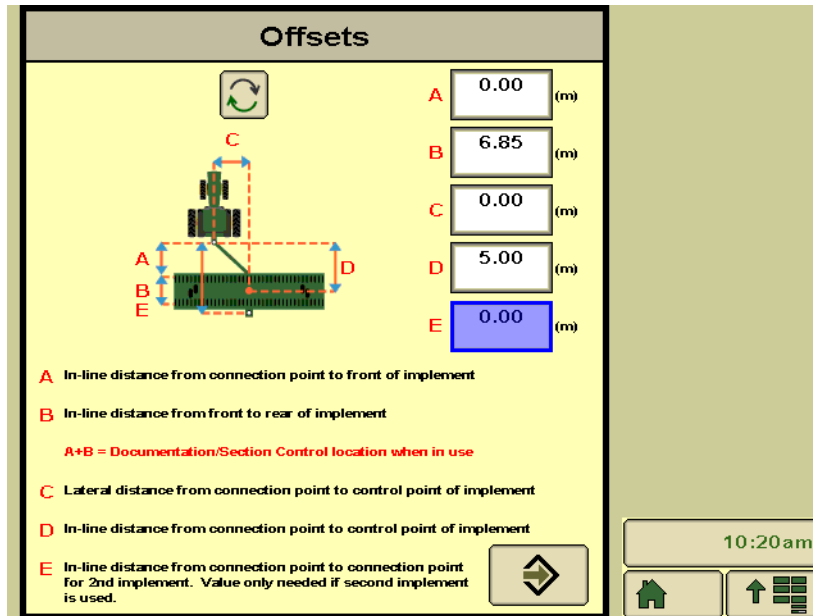 Offsets
A 0.00 (m)
B 6.85 (m)
C 0.00 (m)
D 5.00 (m)
E 0.00 (m)
C
A
D
B
E
A In-line distance from connection point to front of implement
B In-line distance from front to rear of implement
A+B = Documentation/Section Control location when in use
C Lateral distance from connection point to control point of implement
D In-line distance from connection point to control point of implement
E In-line distance from connection point to connection point
for 2nd implement. Value only needed if second implement
is used.
10:20am